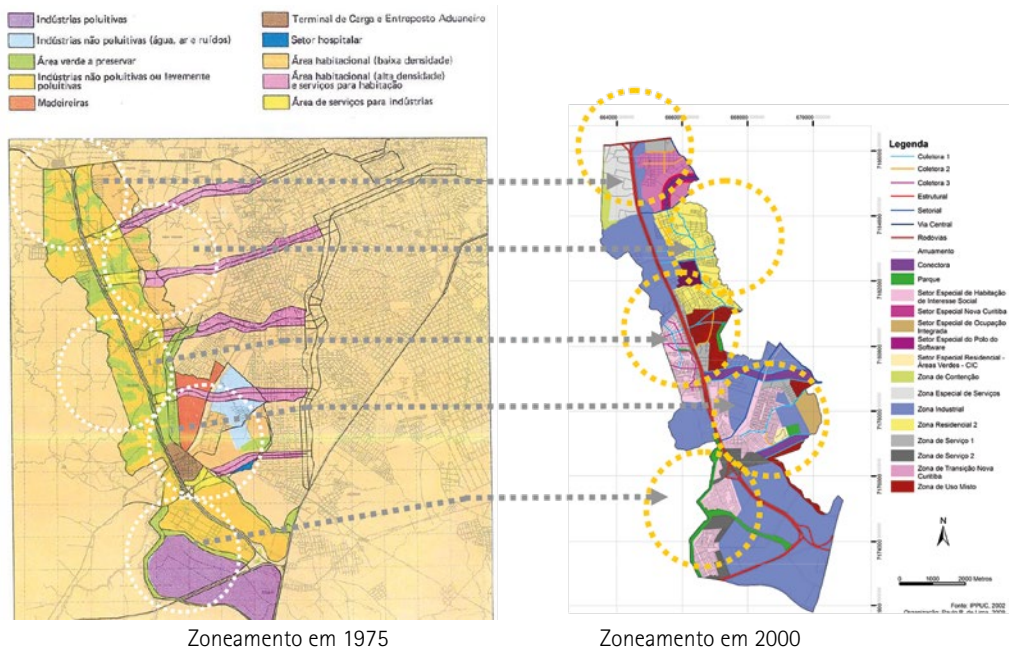 Indústrias poluitivas
Indústrias não poluitivas (água, ar e ruídos)
Área verde a preservar
Indústrias não poluitivas ou levemente
poluitivas
Madeireiras
Terminal de Carga e Entreposto Aduaneiro
Setor hospitalar
Área habitacional (baixa densidade)
Área habitacional (alta densidade)
e serviços para habitação
Área de serviços para indústrias
Legenda
Coletora 1
Coletora 2
Coletora 3
Estrutural
Setorial
Via Central
Rodovias
Arruamento
Conectora
Parque
Setor Especial de Habitação
de Interesse Social
Setor Especial Nova Curitiba
Setor Especial de Ocupação
Integrada
Setor Especial do Polo do
Software
Setor Especial Residencial -
Áreas Verdes - CIC
Zona de Contenção
Zona Especial de Serviços
Zona Industrial
Zona Residencial 2
Zona de Serviço 1
Zona de Serviço 2
Zona de Transição Nova
Curitiba
Zona de Uso Misto
N
0 1000 2000 Metros
Fonte: IPPUC, 2002
Zoneamento em 1975
Zoneamento em 2000